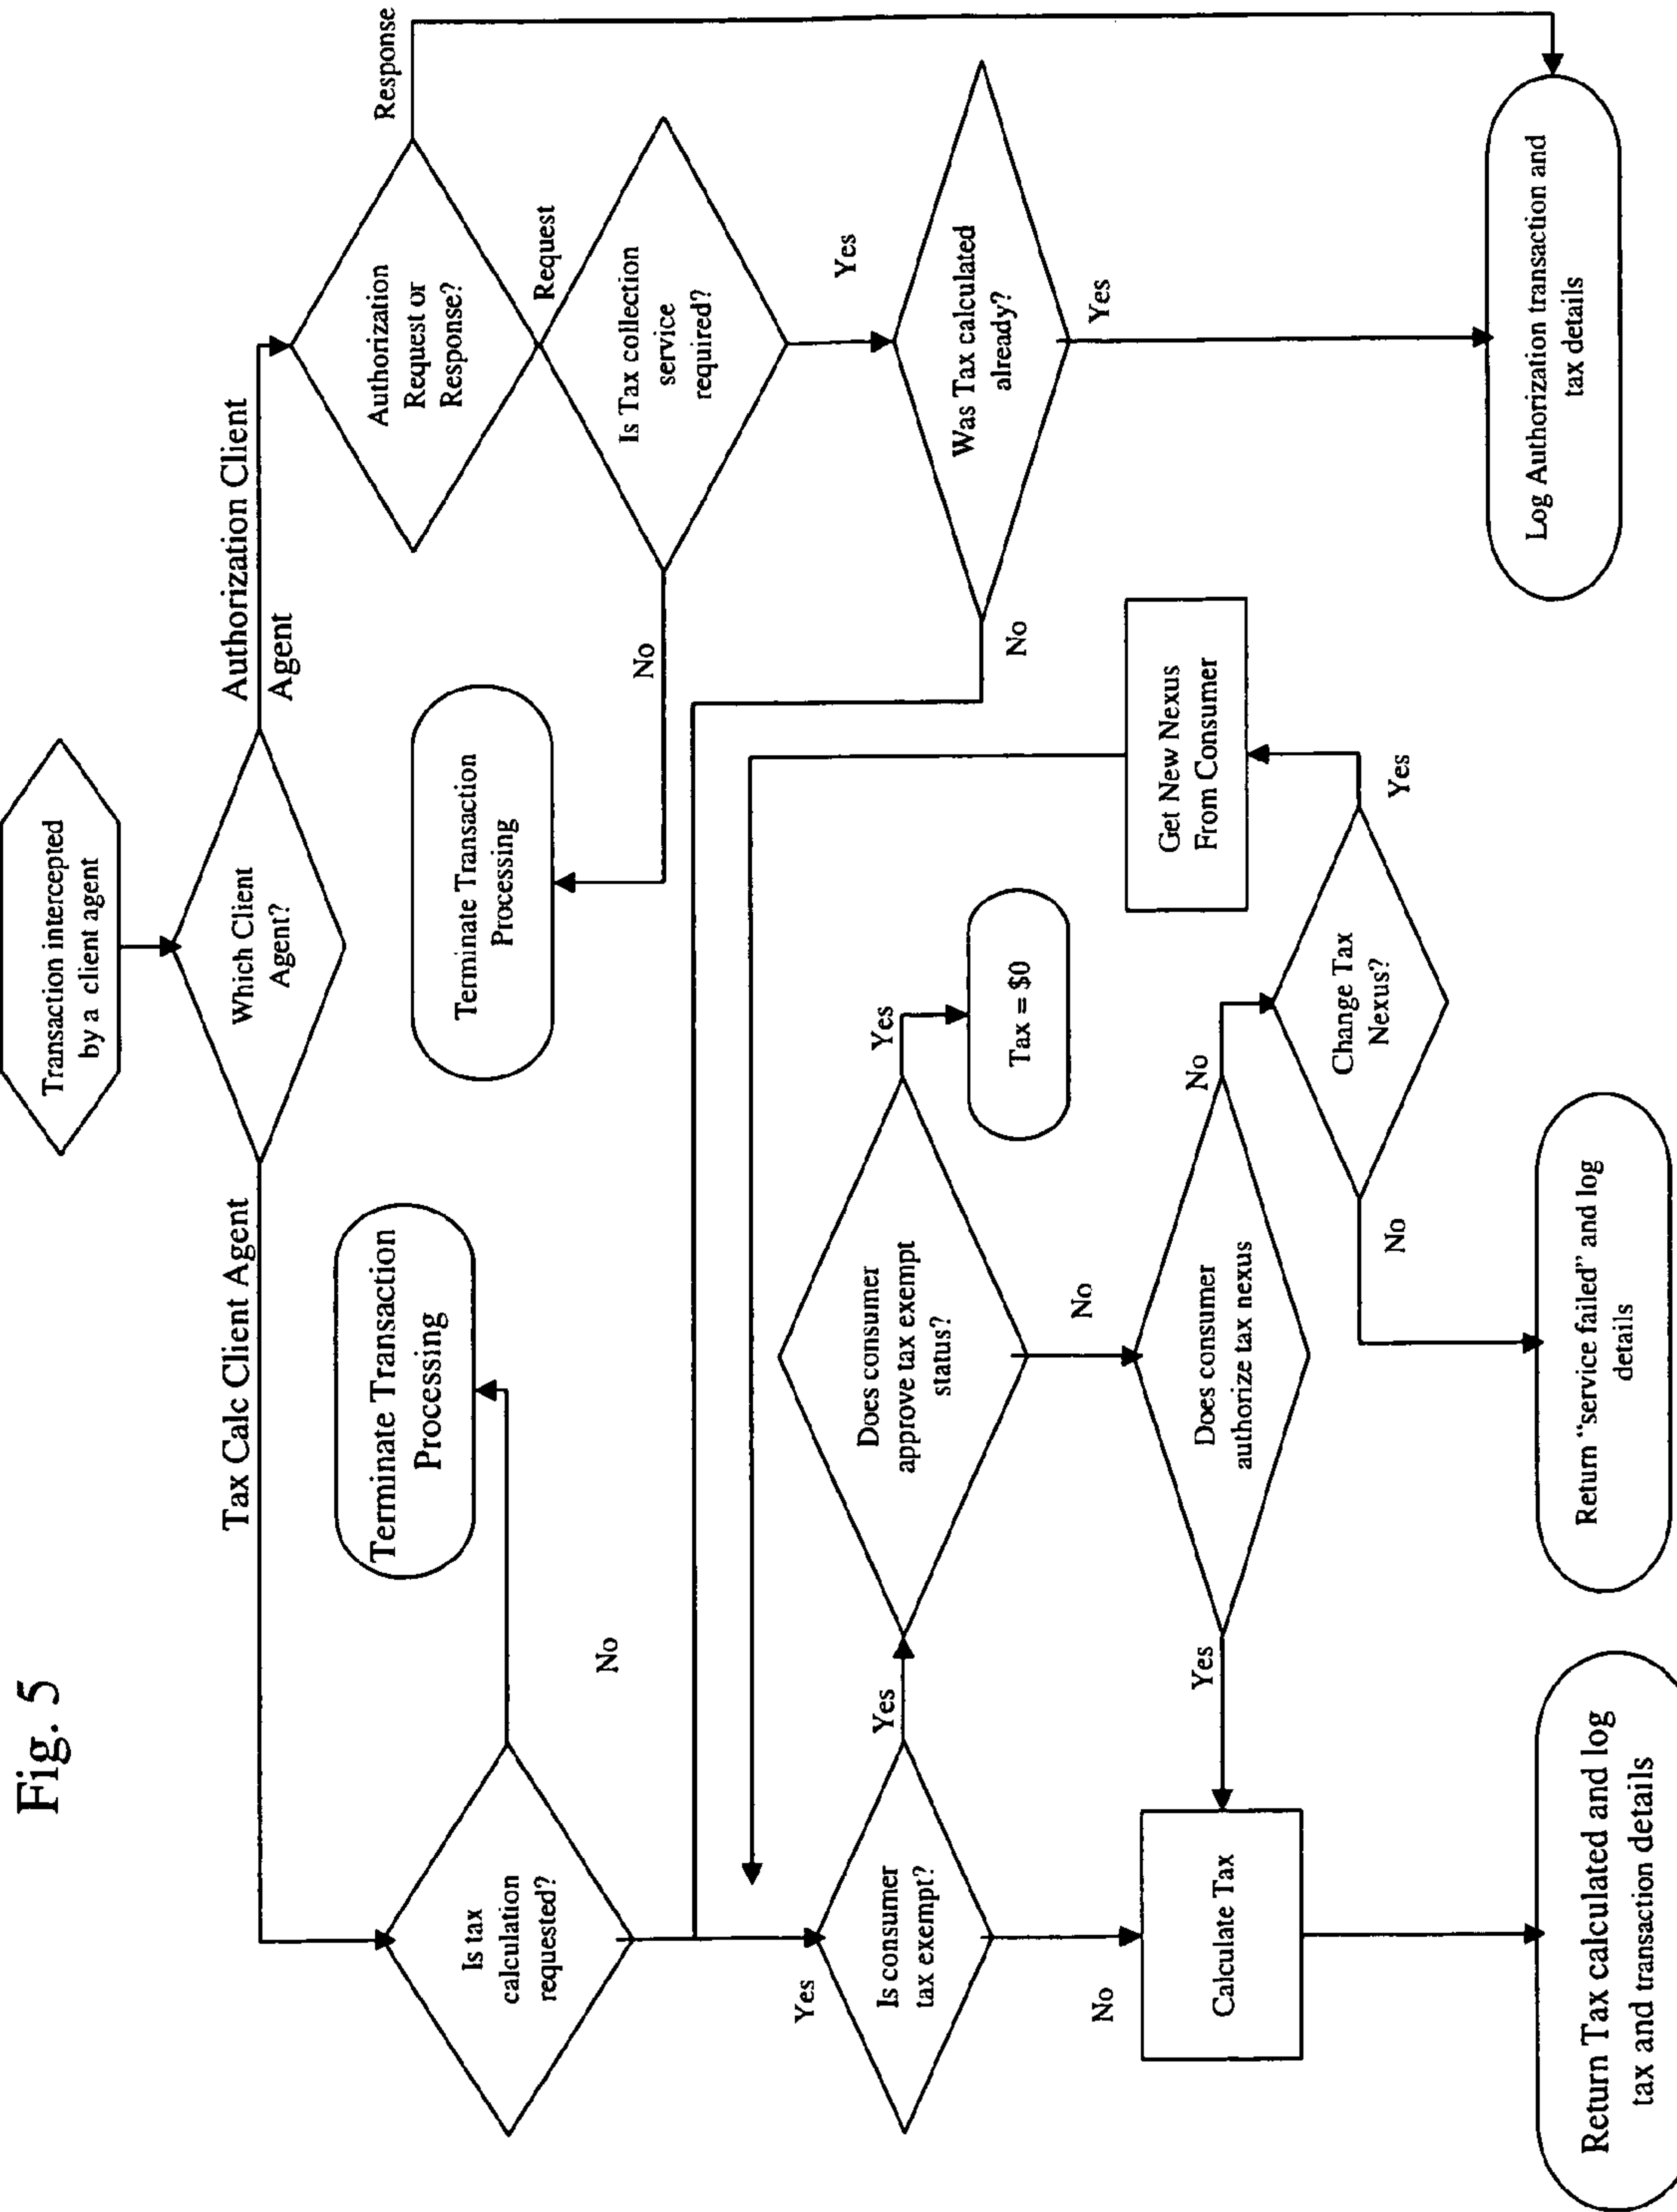 Fig. 5
Transaction intercepted
by a client agent
Which Client
Agent?
Tax Calc Client Agent
Authorization Client
Agent
Authorization
Request or
Response?
Response
Request
Is Tax collection
service
required?
No
Terminate Transaction
Processing
Yes
Was Tax calculated
already?
No
Yes
Log Authorization transaction and
tax details
Is tax
calculation
requested?
No
Terminate Transaction
Processing
Yes
Is consumer
tax exempt?
Yes
No
Does consumer
approve tax exempt
status?
Yes
Tax = $0
No
Does consumer
authorize tax nexus
No
Yes
Change Tax
Nexus?
Yes
Get New Nexus
From Consumer
No
Return “service failed” and log
details
Calculate Tax
Return Tax calculated and log
tax and transaction details